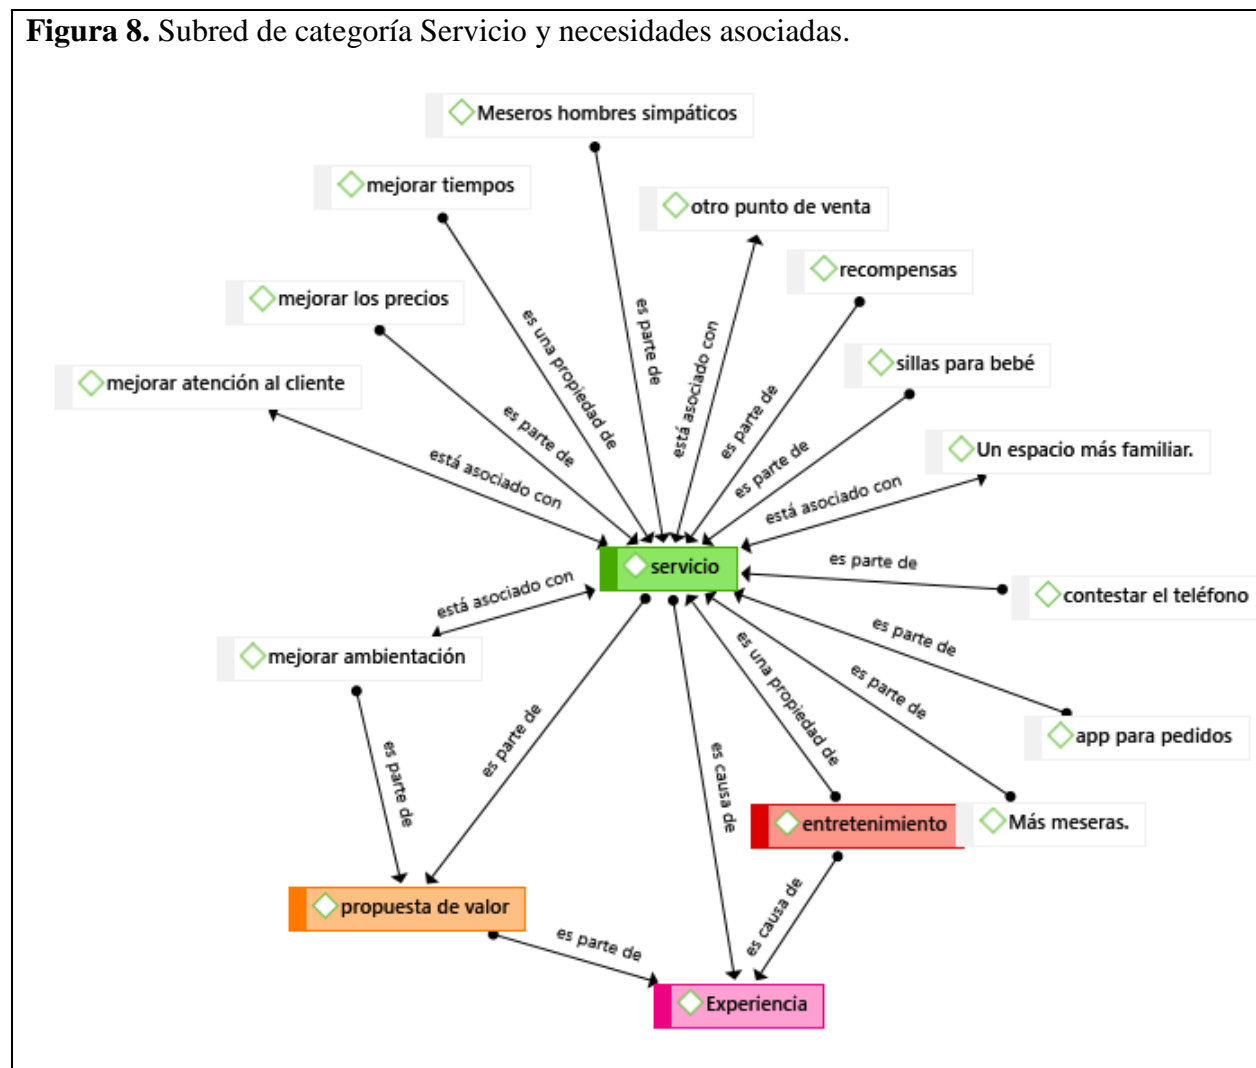 Figura 8. Subred de categoría Servicio y necesidades asociadas.
Meseros hombres simpáticos
mejorar tiempos
otro punto de venta
recompensas
mejorar los precios
sillas para bebé
mejorar atención al cliente
Un espacio más familiar.
es parte de
es una propiedad de
está asociado con
es parte de
es parte de
es parte de
está asociado con
está asociado con
servicio
es parte de
contestar el teléfono
está asociado con
es parte de
mejorar ambientación
es una propiedad de
es parte de
app para pedidos
es parte de
es parte de
es causa de
entretenimiento
Más meseras.
propuesta de valor
es causa de
es parte de
Experiencia